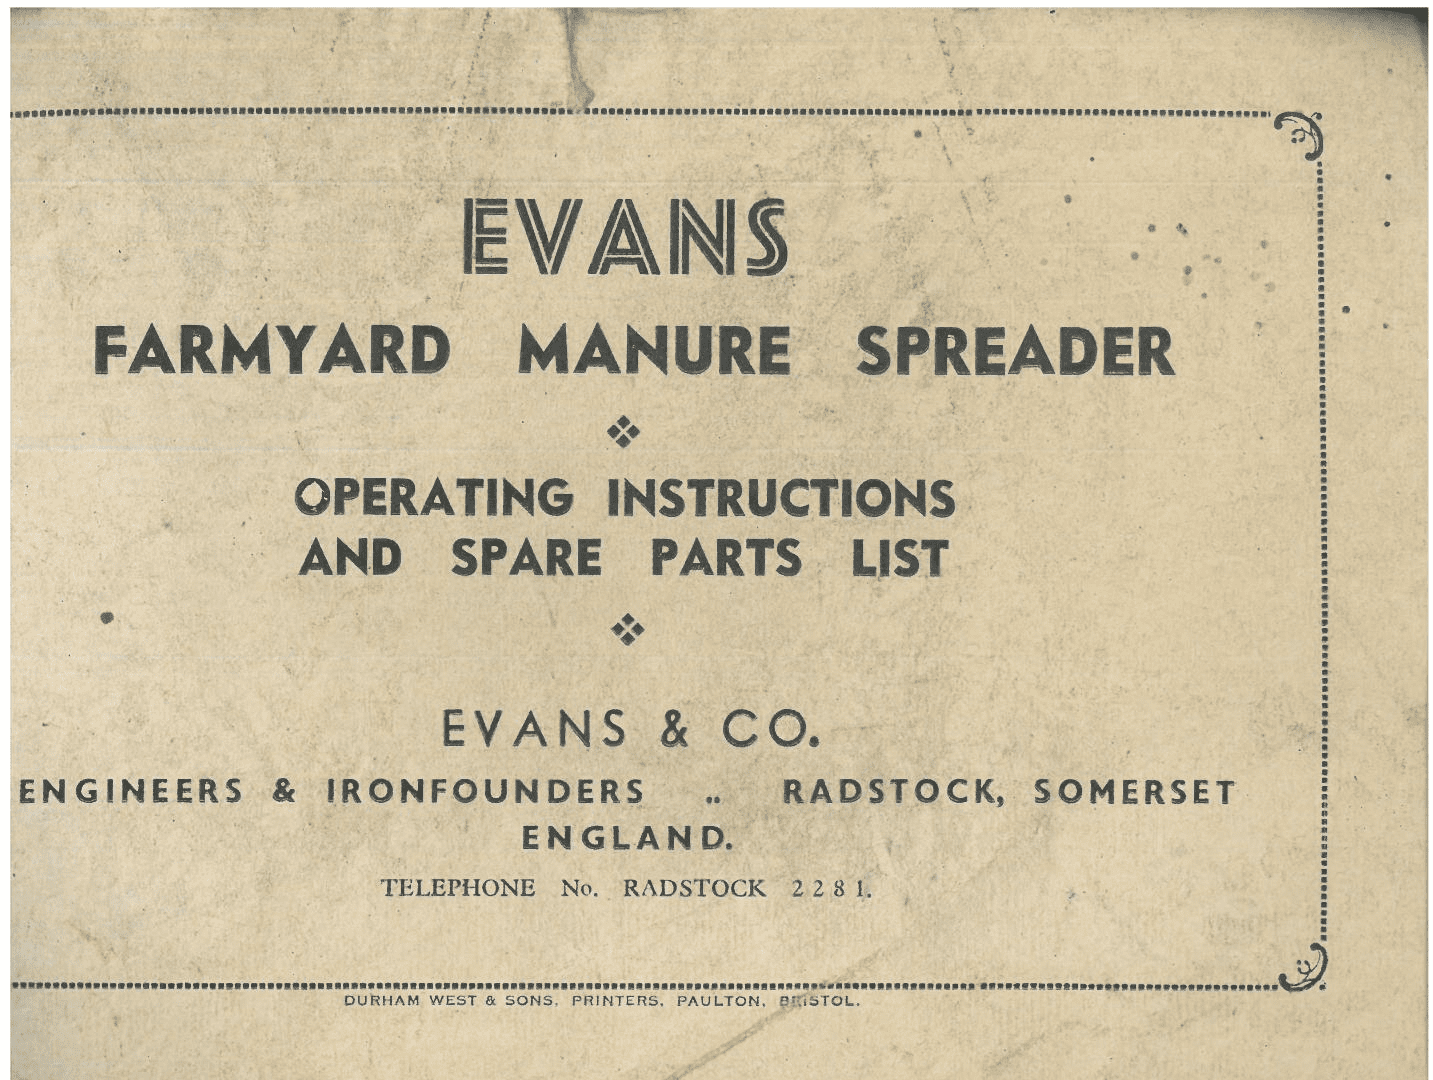 EVANS
FARMYARD MANURE SPREADER
OPERATING INSTRUCTIONS
AND SPARE PARTS LIST
EVANS & CO.
ENGINEERS & IRONFOUNDERS .. RADSTOCK, SOMERSET
ENGLAND.
TELEPHONE No. RADSTOCK 2281.
DURHAM WEST & SONS, PRINTERS, PAULTON, BRISTOL.